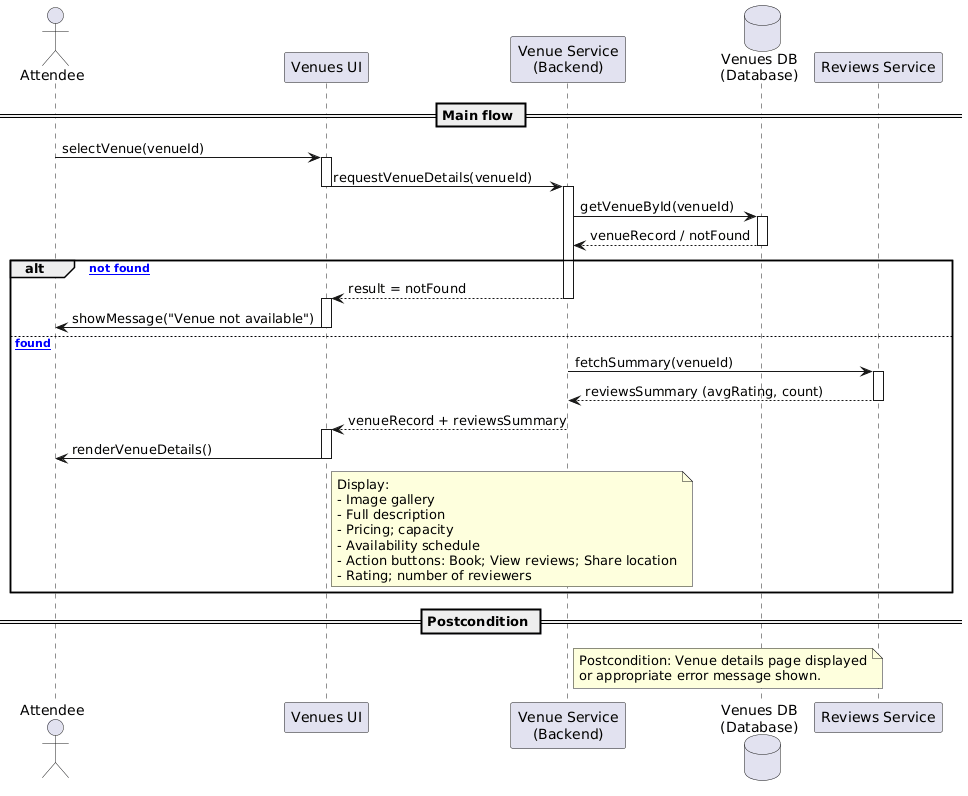 Attendee
Venues UI
Venue Service
(Backend)
Venues DB
(Database)
Reviews Service
Main flow
selectVenue(venueId)
requestVenueDetails(venueId)
getVenueById(venueId)
venueRecord / notFound
alt
not found
result = notFound
showMessage("Venue not available")
found
fetchSummary(venueId)
reviewsSummary (avgRating, count)
venueRecord + reviewsSummary
renderVenueDetails()
Display:
- Image gallery
- Full description
- Pricing; capacity
- Availability schedule
- Action buttons: Book; View reviews; Share location
- Rating; number of reviewers
Postcondition
Postcondition: Venue details page displayed
or appropriate error message shown.
Attendee
Venues UI
Venue Service
(Backend)
Venues DB
(Database)
Reviews Service